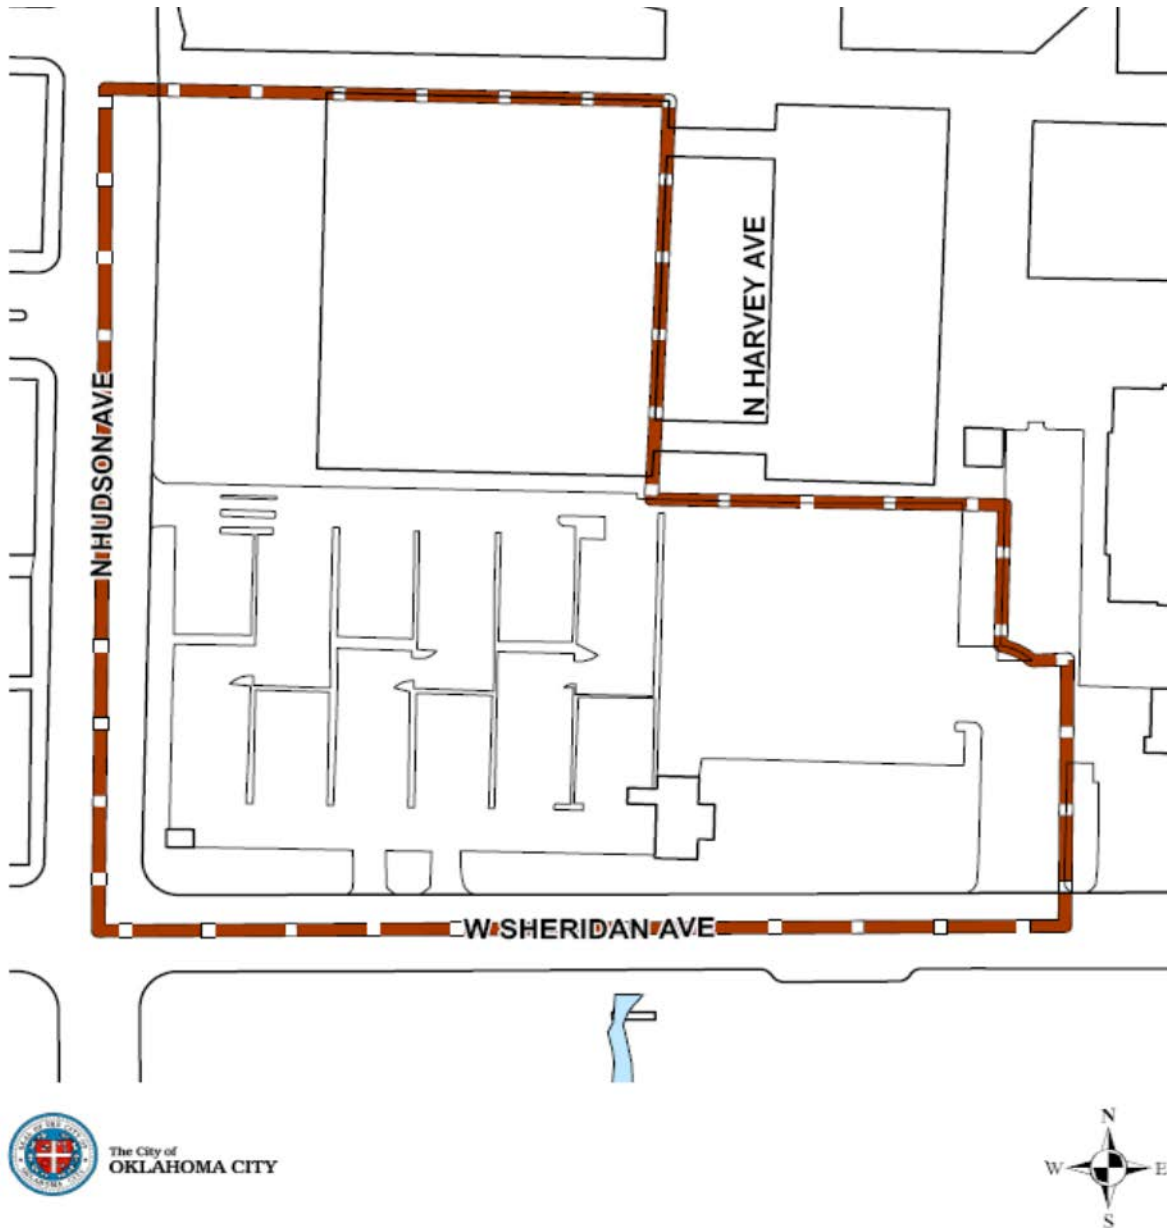 N HARVEY AVE
N HUDSON AVE
W SHERIDAN AVE
The City of
OKLAHOMA CITY
N
W E
S